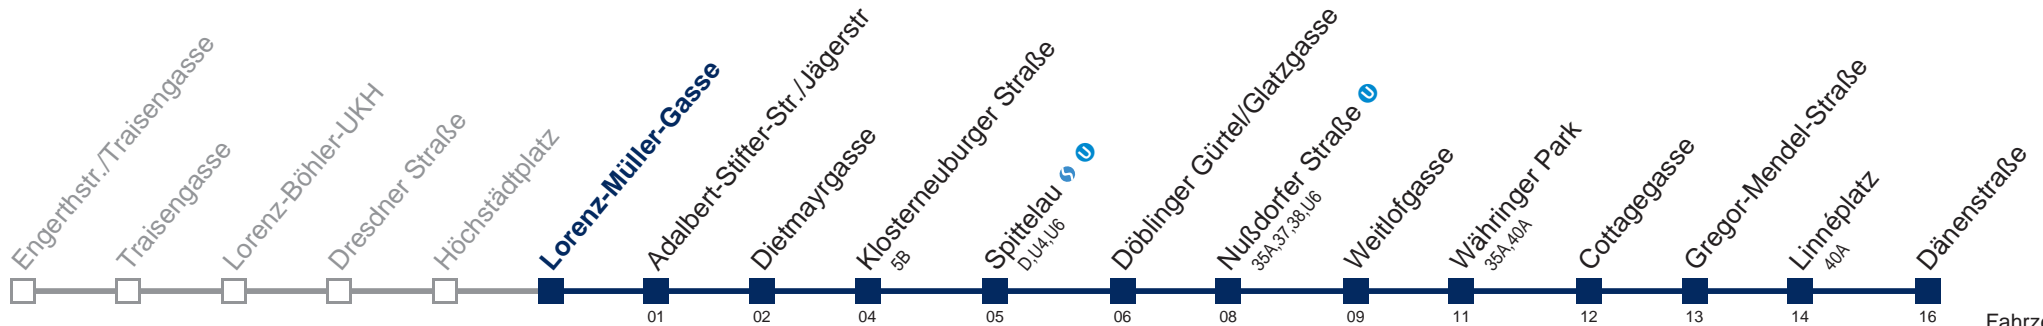 Engerthstr./Traisengasse
Traisengasse
Lorenz-Böhler-UKH
Dresdner Straße
Höchstädtplatz
Lorenz-Müller-Gasse
Adalbert-Stifter-Str./Jägerstr
Dietmayrgasse
Klosterneuburger Straße
5B
Spittelau S U
D,U4,U6
Döblinger Gürtel/Glatzgasse
Nußdorfer Straße U
35A,37,38,U6
Weitlofgasse
Währinger Park
35A,40A
Cottagegasse
Gregor-Mendel-Straße
Linnéplatz
40A
Dänenstraße
01 02 04 05 06 08 09 11 12 13 14 16
Fahrz